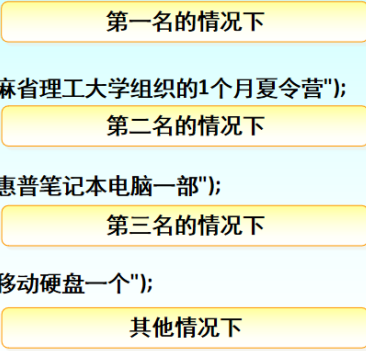 第一名的情况下
麻省理工大学组织的1个月夏令营");
第二名的情况下
惠普笔记本电脑一部");
第三名的情况下
移动硬盘一个");
其他情况下